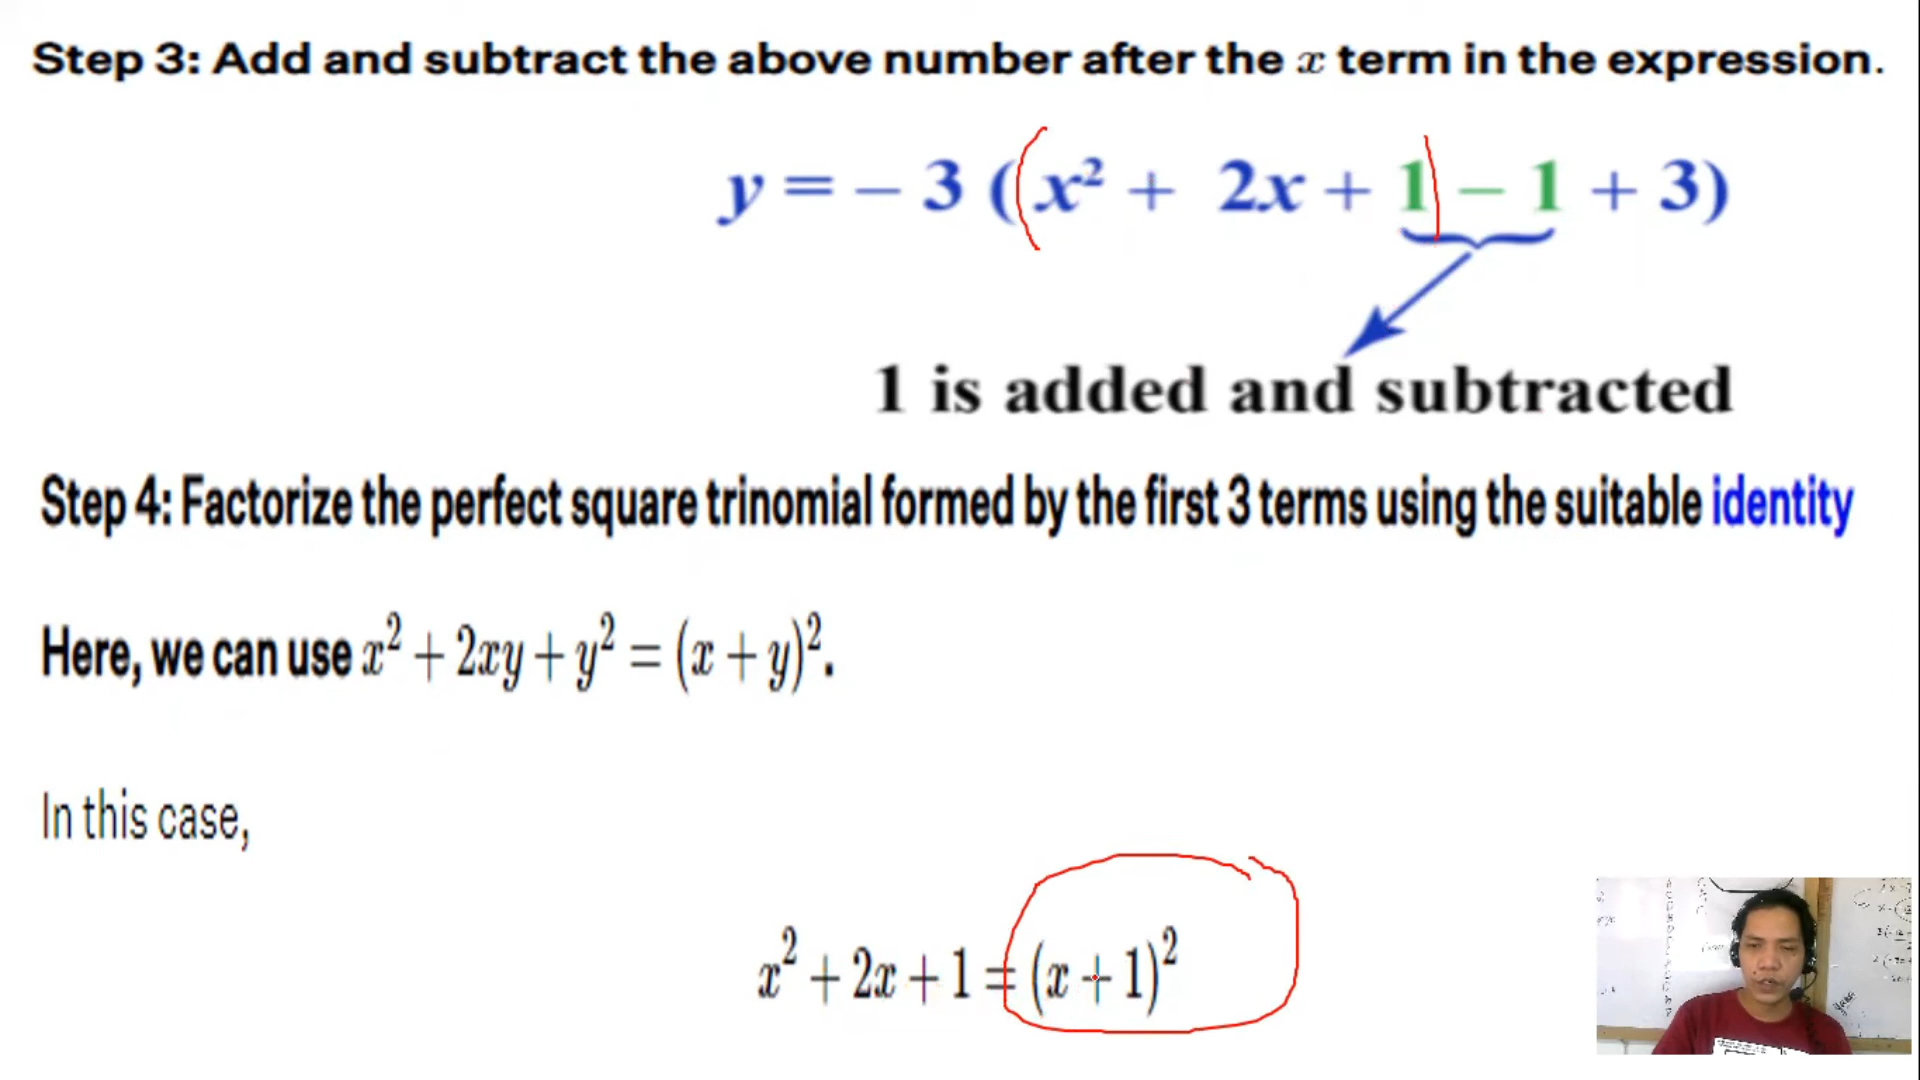 Step 3: Add and subtract the above number after the x term in the expression.
y = – 3 (x² + 2x + 1 – 1 + 3)
1 is added and subtracted
Step 4: Factorize the perfect square trinomial formed by the first 3 terms using the suitable identity
Here, we can use x² + 2xy + y² = (x + y)².
In this case,
x² + 2x + 1 = (x + 1)²